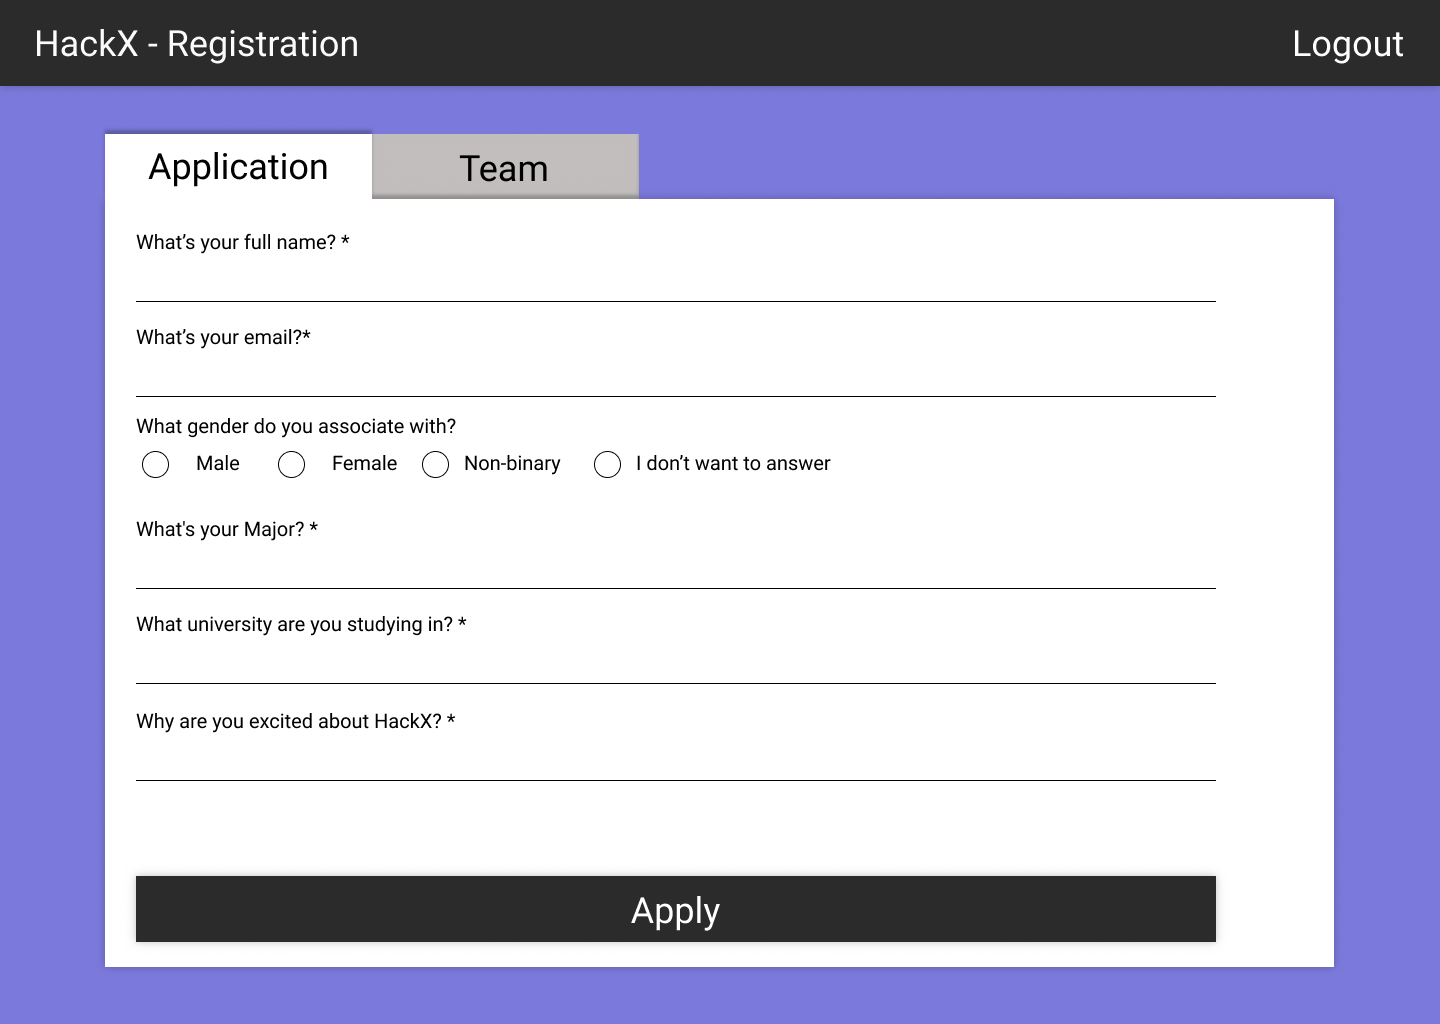 HackX - Registration
Logout
Application
Team
What’s your full name? *
What’s your email?*
What gender do you associate with?
Male
Female
Non-binary
I don’t want to answer
What's your Major? *
What university are you studying in? *
Why are you excited about HackX? *
Apply